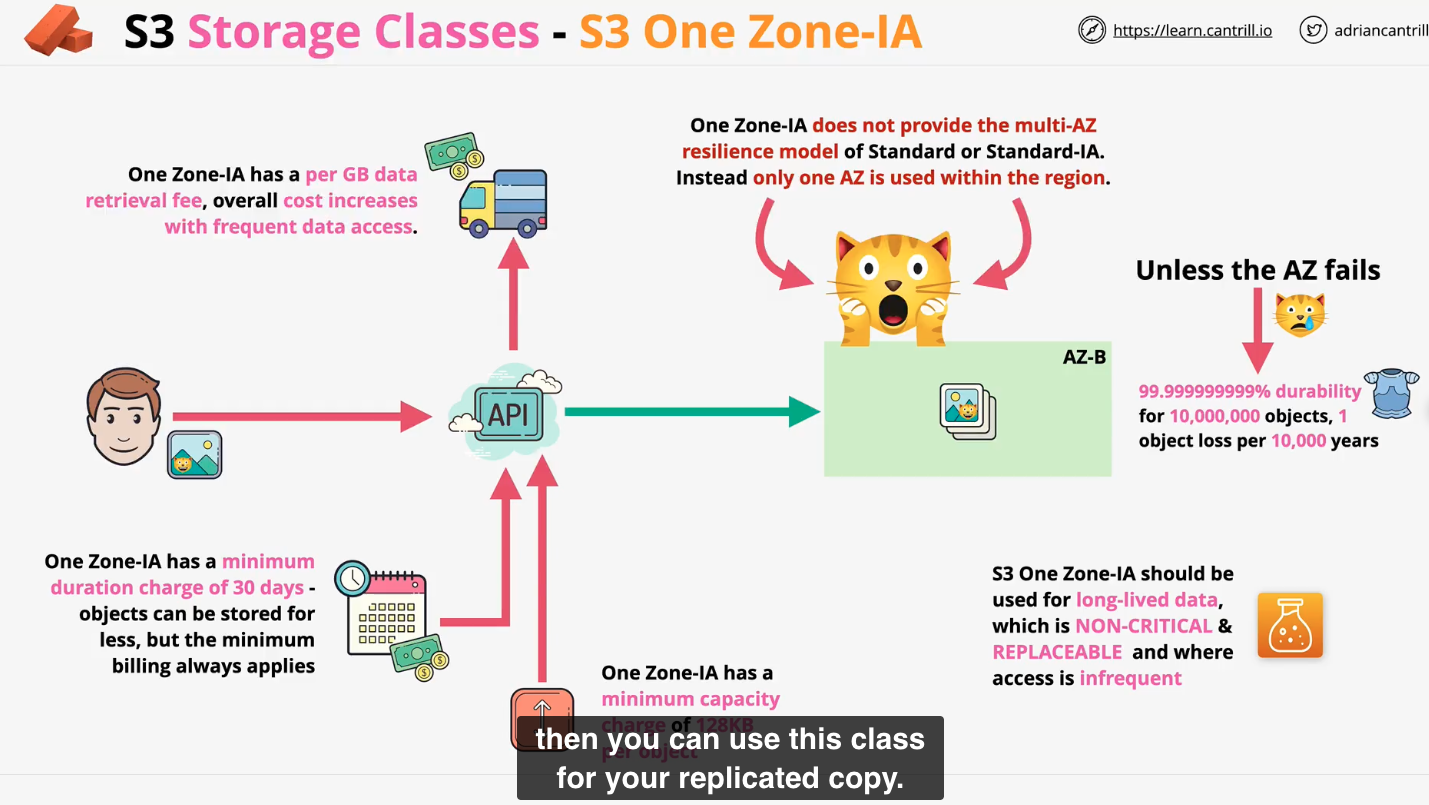 S3 Storage Classes - S3 One Zone-IA
https://learn.cantrill.io
adriancantrill
One Zone-IA has a per GB data
retrieval fee, overall cost increases
with frequent data access.
One Zone-IA does not provide the multi-AZ
resilience model of Standard or Standard-IA.
Instead only one AZ is used within the region.
Unless the AZ fails
AZ-B
API
99.999999999% durability
for 10,000,000 objects, 1
object loss per 10,000 years
One Zone-IA has a minimum
duration charge of 30 days -
objects can be stored for
less, but the minimum
billing always applies
S3 One Zone-IA should be
used for long-lived data,
which is NON-CRITICAL &
REPLACEABLE and where
access is infrequent
One Zone-IA has a
minimum capacity
charge of 128KB
per object
then you can use this class
for your replicated copy.